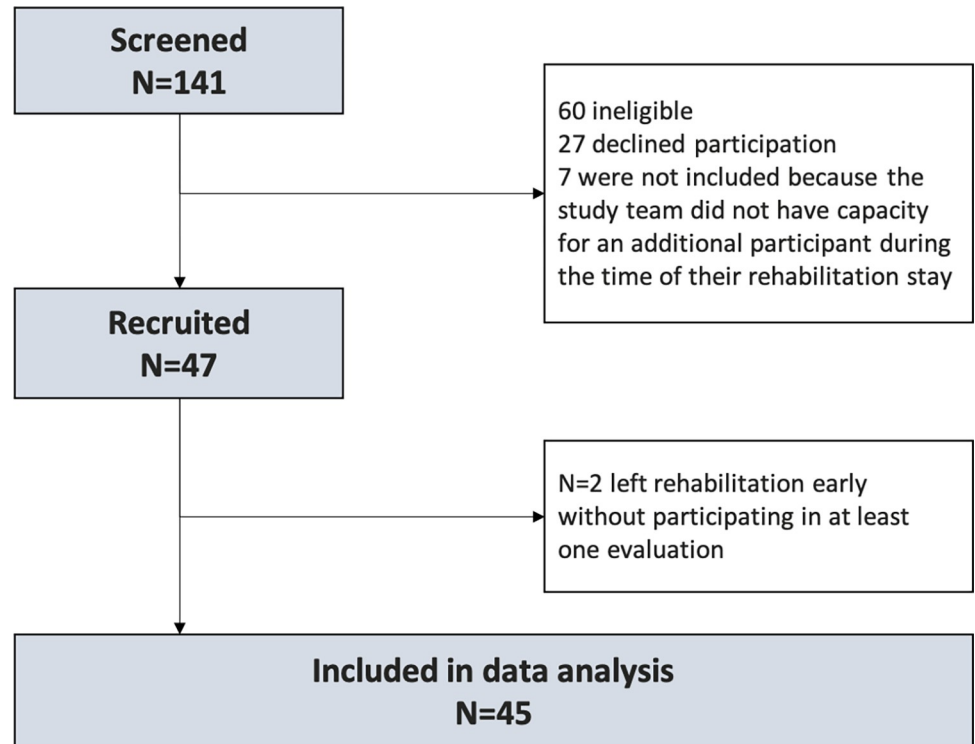 Screened
N=141
60 ineligible
27 declined participation
7 were not included because the
study team did not have capacity
for an additional participant during
the time of their rehabilitation stay
Recruited
N=47
N=2 left rehabilitation early
without participating in at least
one evaluation
Included in data analysis
N=45